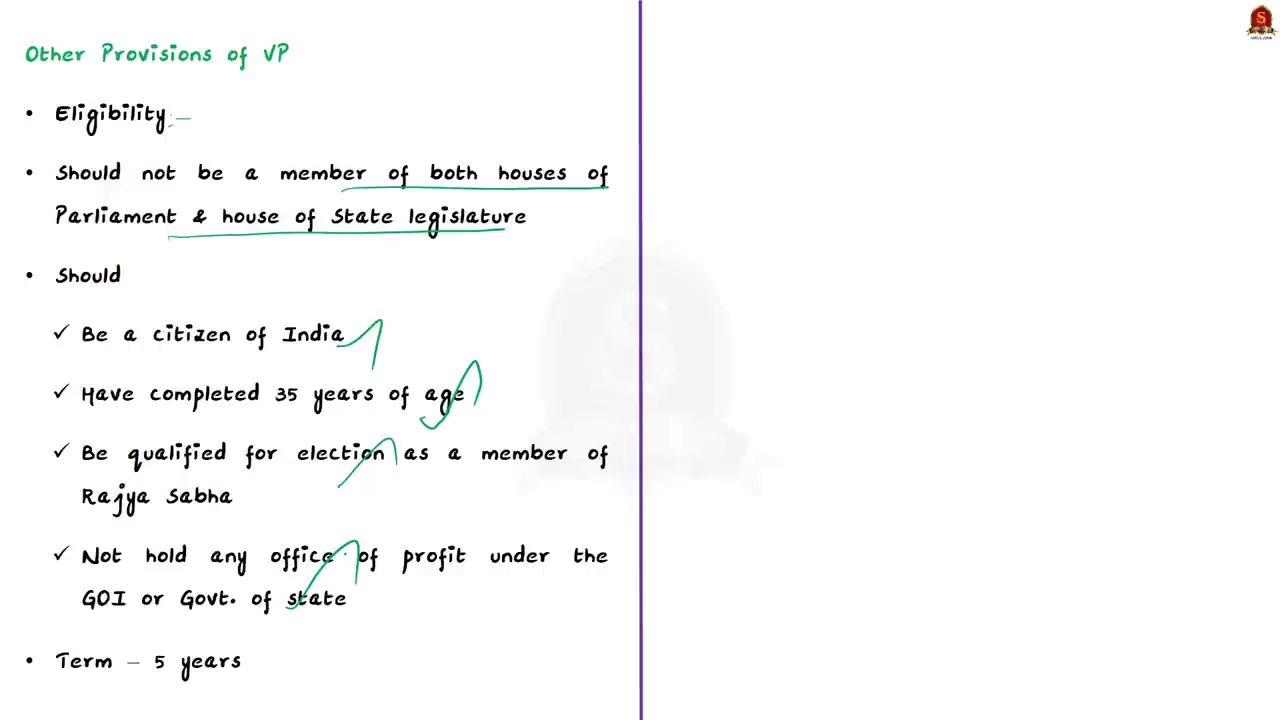 Other Provisions of VP
• Eligibility:-
• Should not be a member of both houses of
Parliament & house of State legislature
• Should
✓ Be a citizen of India
✓ Have completed 35 years of age
✓ Be qualified for election as a member of
Rajya Sabha
✓ Not hold any office of profit under the
GOI or Govt. of state
• Term – 5 years
S